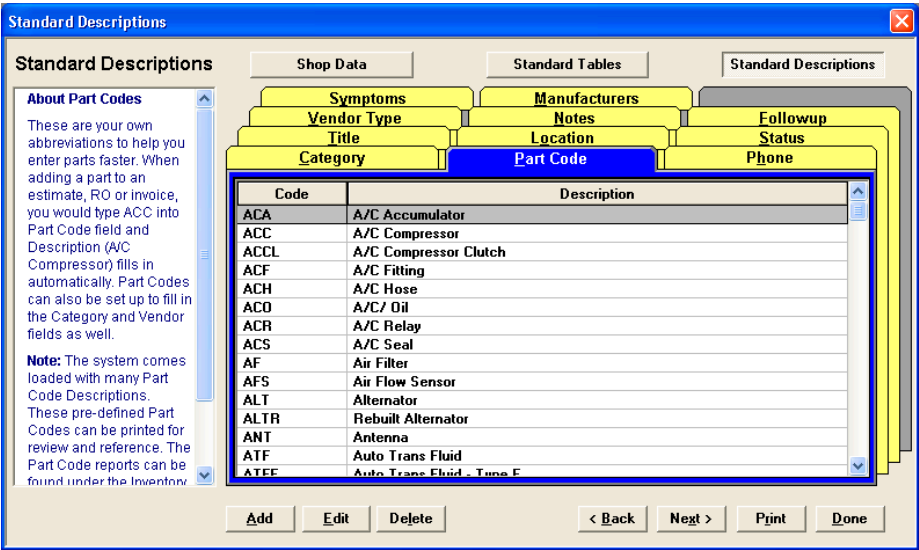 Standard Descriptions
Standard Descriptions
Shop Data
Standard Tables
Standard Descriptions
About Part Codes
These are your own
abbreviations to help you
enter parts faster. When
adding a part to an
estimate, RO or invoice,
you would type ACC into
Part Code field and
Description (A/C
Compressor) fills in
automatically. Part Codes
can also be set up to fill in
the Category and Vendor
fields as well.
Note: The system comes
loaded with many Part
Code Descriptions.
These pre-defined Part
Codes can be printed for
review and reference. The
Part Code reports can be
found under the Inventory
Symptoms
Manufacturers
Vendor Type
Notes
Followup
Title
Location
Status
Category
Part Code
Phone
Code Description
ACA A/C Accumulator
ACC A/C Compressor
ACCL A/C Compressor Clutch
ACF A/C Fitting
ACH A/C Hose
ACO A/C/ Oil
ACR A/C Relay
ACS A/C Seal
AF Air Filter
AFS Air Flow Sensor
ALT Alternator
ALTR Rebuilt Alternator
ANT Antenna
ATF Auto Trans Fluid
ATFF Auto Trans Fluid - Type F
Add
Edit
Delete
< Back
Next >
Print
Done